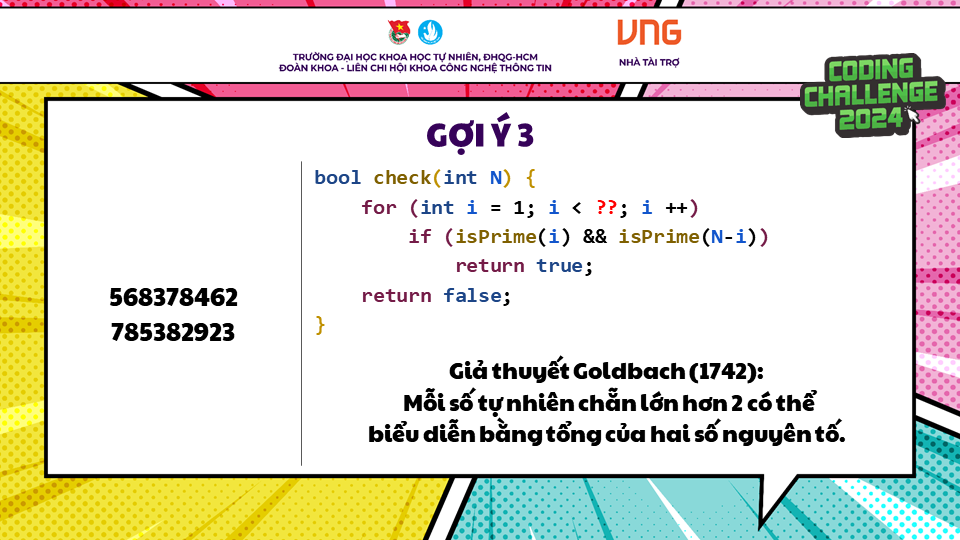 TRƯỜNG ĐẠI HỌC KHOA HỌC TỰ NHIÊN, ĐHQG-HCM
ĐOÀN KHOA - LIÊN CHI HỘI KHOA CÔNG NGHỆ THÔNG TIN
VNG
NHÀ TÀI TRỢ
CODING
CHALLENGE
2024
GỢI Ý 3
568378462
785382923
bool check(int N) {
    for (int i = 1; i < ??; i ++)
        if (isPrime(i) && isPrime(N-i))
            return true;
    return false;
}
Giả thuyết Goldbach (1742):
Mỗi số tự nhiên chẵn lớn hơn 2 có thể
biểu diễn bằng tổng của hai số nguyên tố.